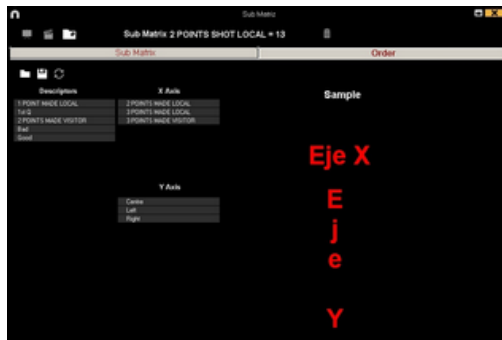 Sub Matriz
Sub Matrix 2 POINTS SHOT LOCAL = 13
Sub Matrix
Order
Descriptors
1 POINT MADE LOCAL
1st Q
2 POINTS MADE VISITOR
Bad
Good
X Axis
2 POINTS MADE LOCAL
3 POINTS MADE LOCAL
3 POINTS MADE VISITOR
Y Axis
Centre
Left
Right
Sample
Eje X
E
j
e
Y